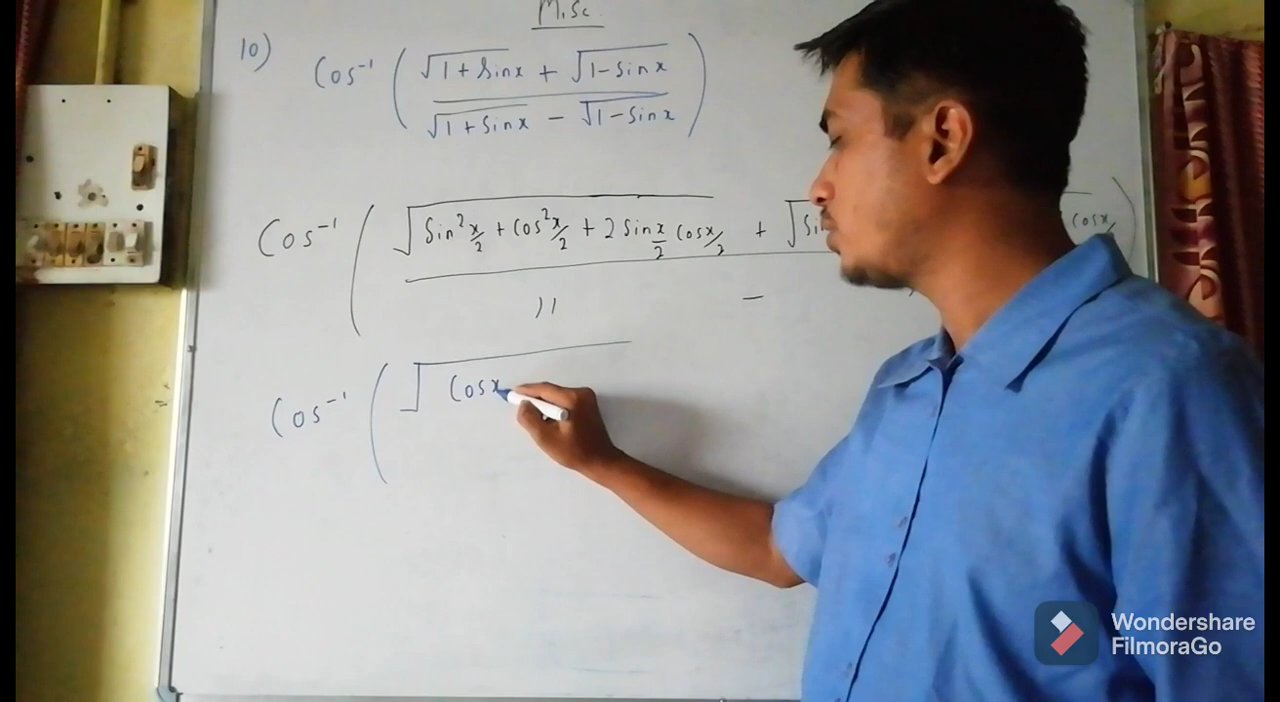 Misc.
10) Cos⁻¹ ( √1+Sinx + √1-Sinx / √1+Sinx - √1-Sinx )
Cos⁻¹ ( √Sin²x/2 + Cos²x/2 + 2 Sin x/2 Cosx/2 + √Si Cosx/ )
〃 -
Cos⁻¹ ( √ Cosx
Wondershare
FilmoraGo